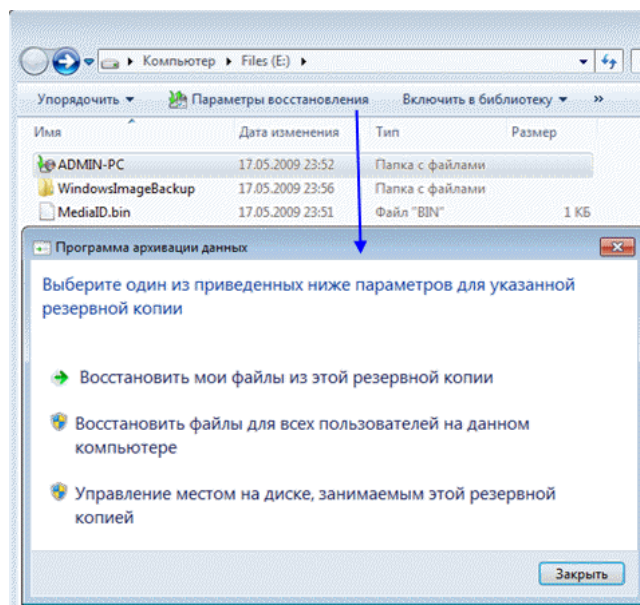 Компьютер Files (E:)
Упорядочить Параметры восстановления Включить в библиотеку »
Имя Дата изменения Тип Размер
ADMIN-PC 17.05.2009 23:52 Папка с файлами
WindowsImageBackup 17.05.2009 23:56 Папка с файлами
MediaID.bin 17.05.2009 23:51 Файл "BIN" 1 КБ
Программа архивации данных
Выберите один из приведенных ниже параметров для указанной
резервной копии
Восстановить мои файлы из этой резервной копии
Восстановить файлы для всех пользователей на данном
компьютере
Управление местом на диске, занимаемым этой резервной
копией
Закрыть